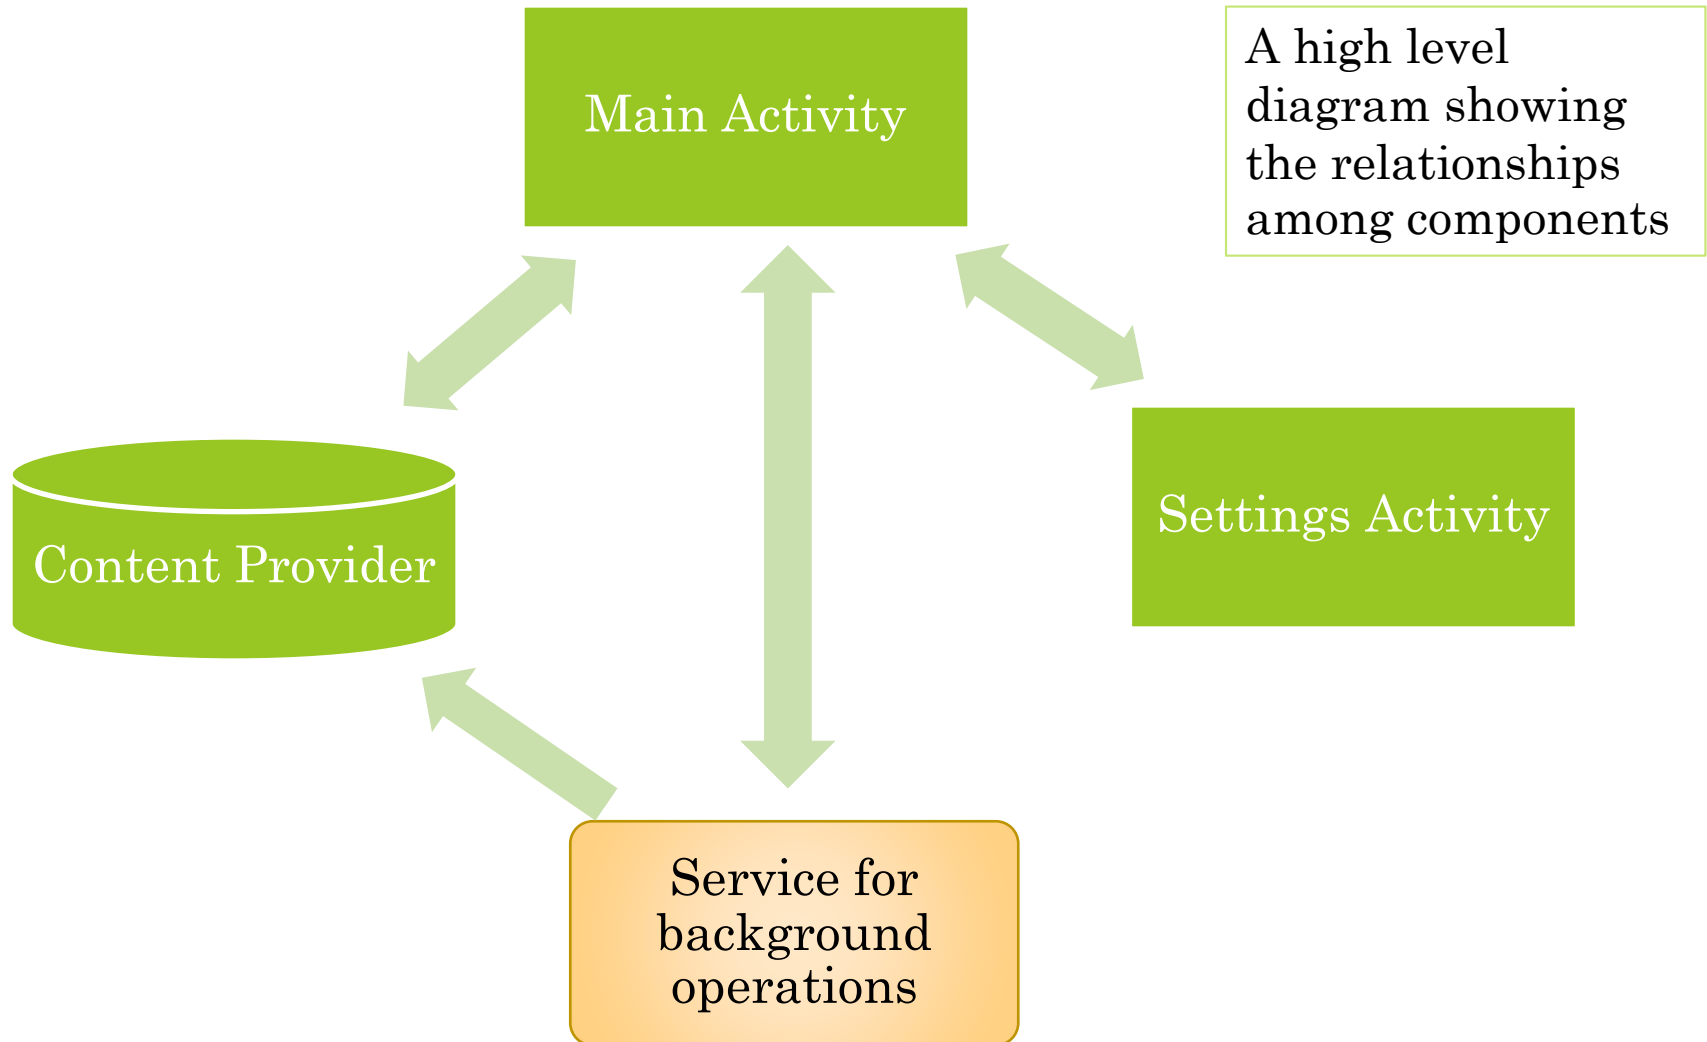 Main Activity
A high level
diagram showing
the relationships
among components
Content Provider
Settings Activity
Service for
background
operations